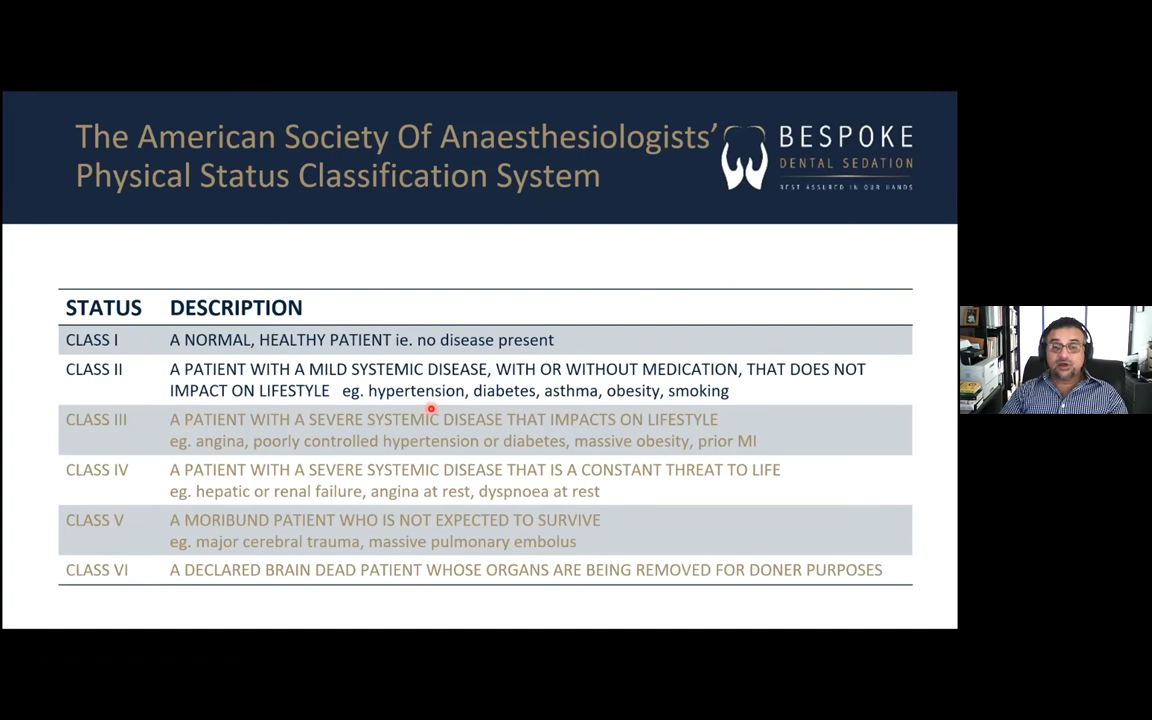 The American Society Of Anaesthesiologists'
Physical Status Classification System
BESPOKE
DENTAL SEDATION
REST ASSURED IN OUR HANDS
STATUS DESCRIPTION
CLASS I A NORMAL, HEALTHY PATIENT ie. no disease present
CLASS II A PATIENT WITH A MILD SYSTEMIC DISEASE, WITH OR WITHOUT MEDICATION, THAT DOES NOT
IMPACT ON LIFESTYLE eg. hypertension, diabetes, asthma, obesity, smoking
CLASS III A PATIENT WITH A SEVERE SYSTEMIC DISEASE THAT IMPACTS ON LIFESTYLE
eg. angina, poorly controlled hypertension or diabetes, massive obesity, prior MI
CLASS IV A PATIENT WITH A SEVERE SYSTEMIC DISEASE THAT IS A CONSTANT THREAT TO LIFE
eg. hepatic or renal failure, angina at rest, dyspnoea at rest
CLASS V A MORIBUND PATIENT WHO IS NOT EXPECTED TO SURVIVE
eg. major cerebral trauma, massive pulmonary embolus
CLASS VI A DECLARED BRAIN DEAD PATIENT WHOSE ORGANS ARE BEING REMOVED FOR DONER PURPOSES